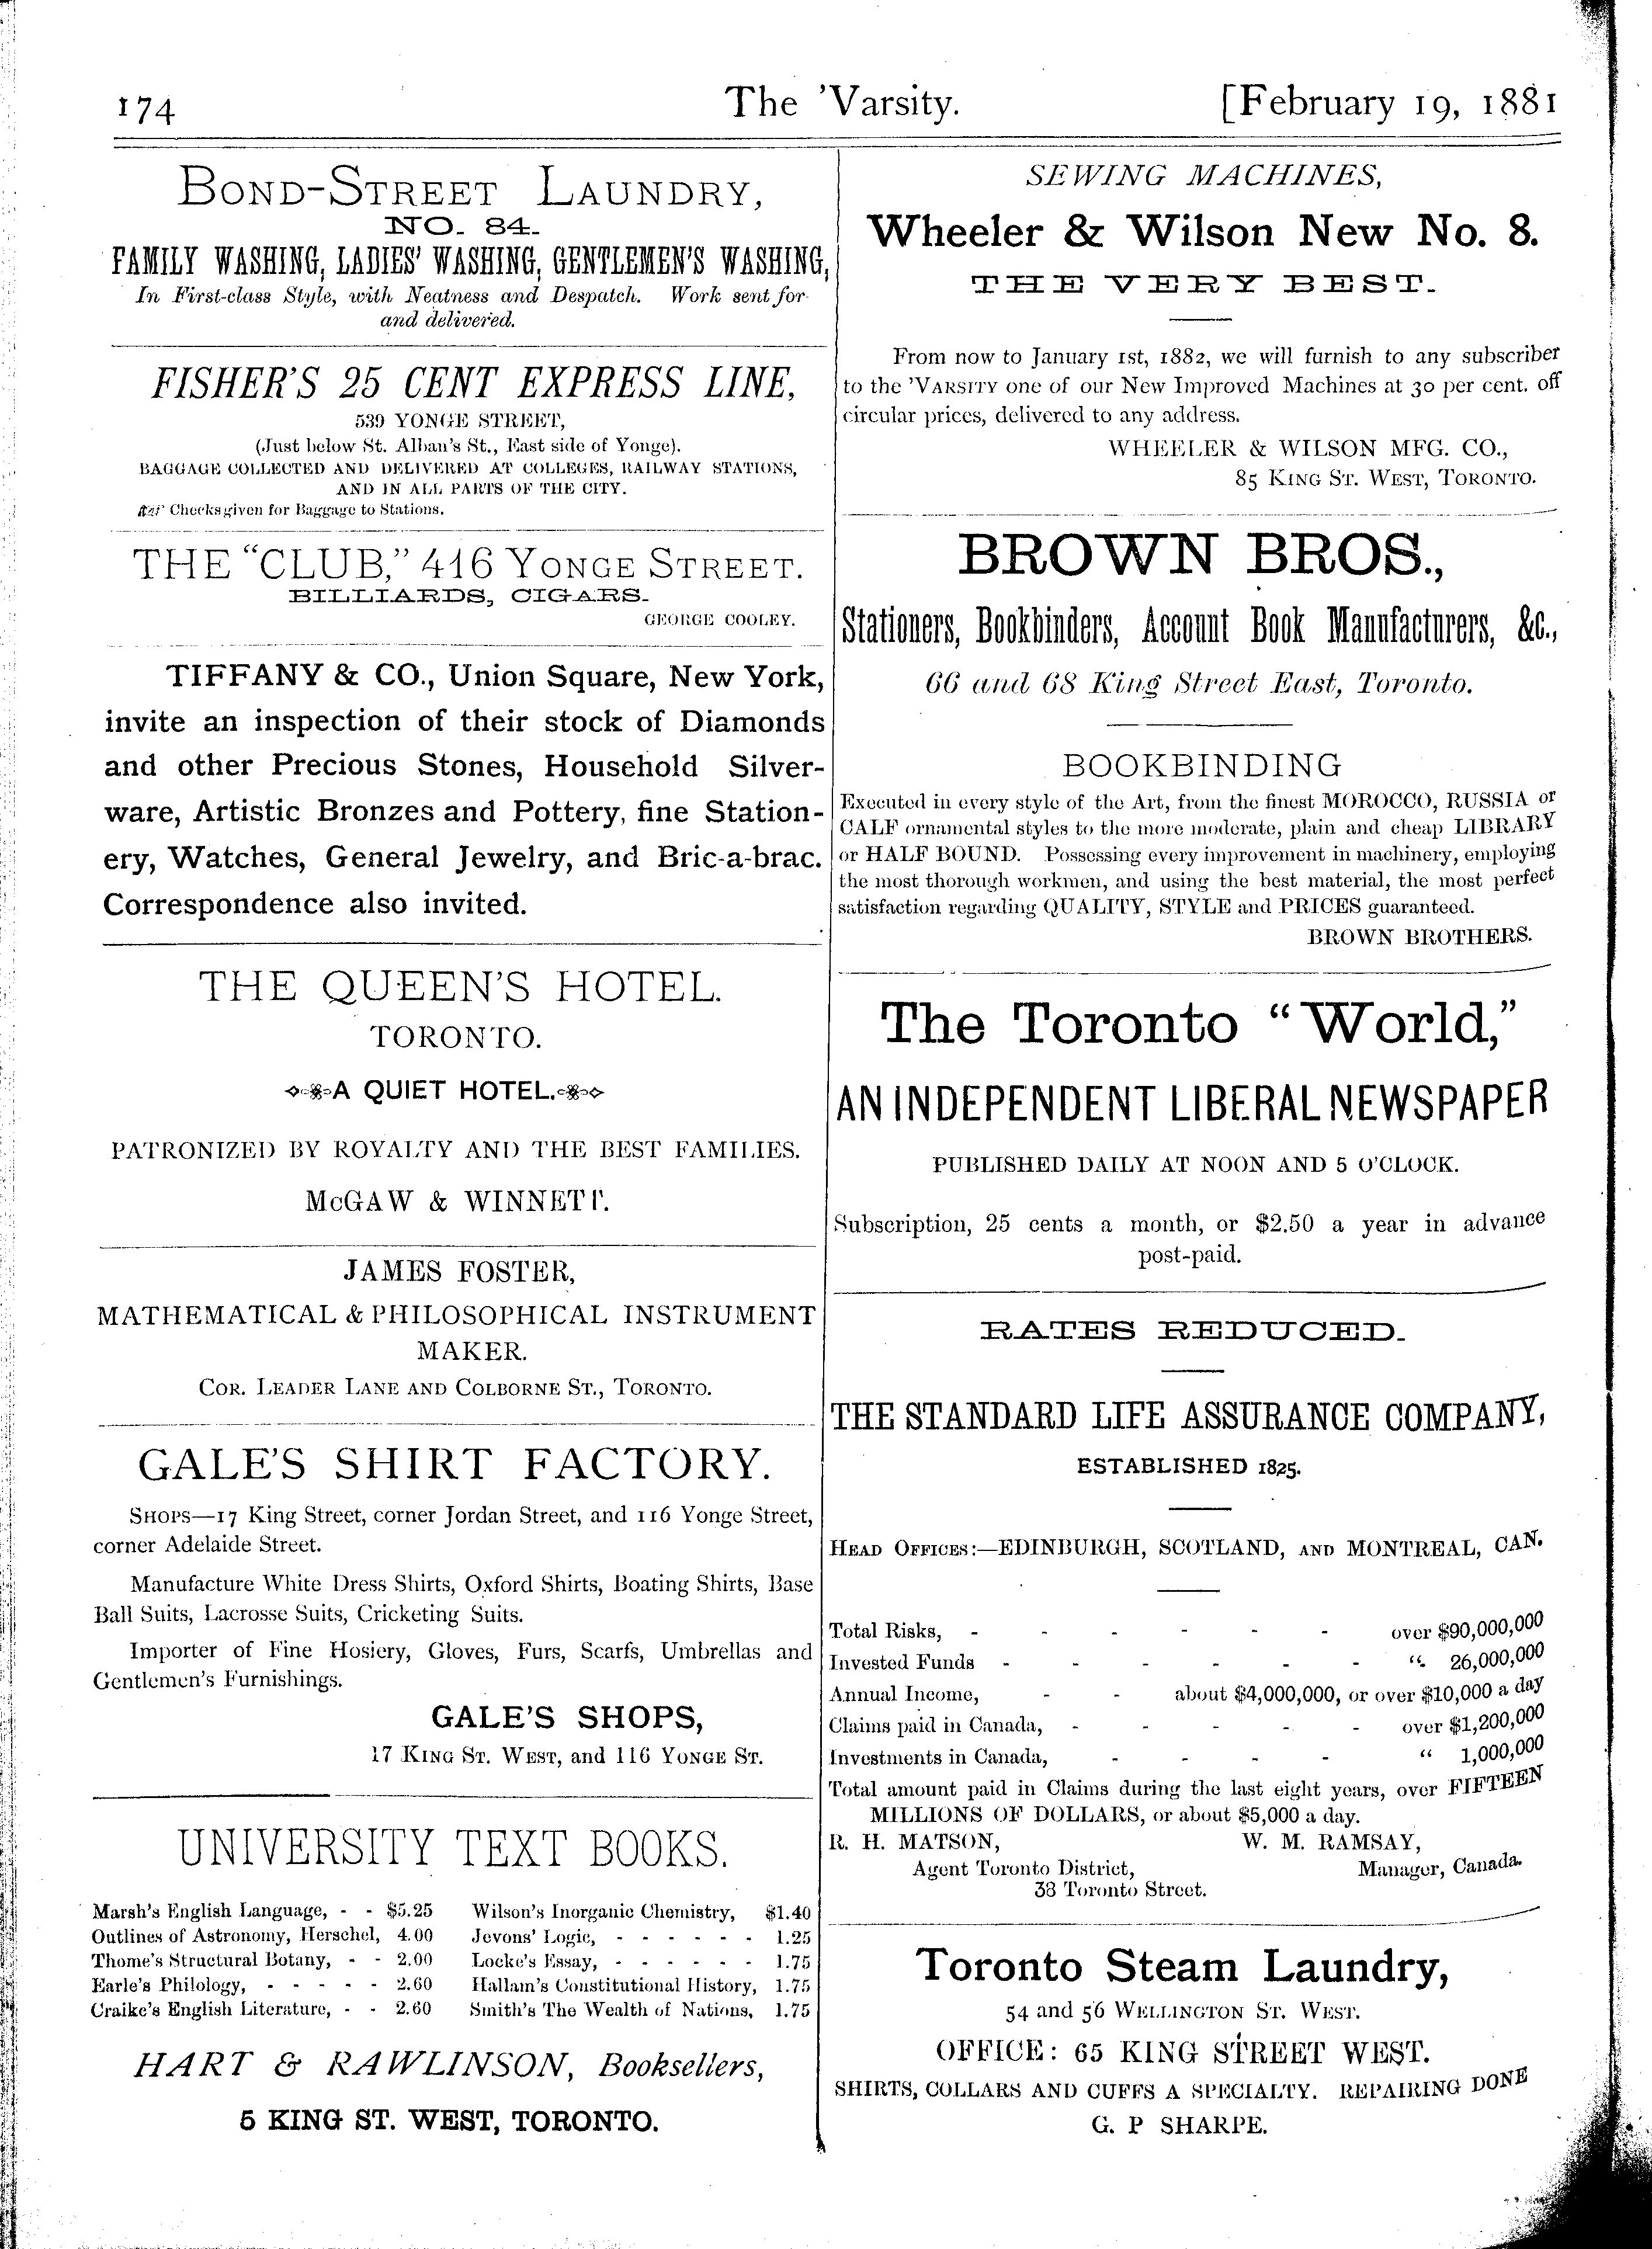 174
The 'Varsity.
[February 19, 1881
BOND-STREET LAUNDRY,
NO. 84.
FAMILY WASHING, LADIES' WASHING, GENTLEMEN'S WASHING,
In First-class Style, with Neatness and Despatch. Work sent for
and delivered.
FISHER'S 25 CENT EXPRESS LINE,
539 YONGE STREET,
(Just below St. Alban's St., East side of Yonge).
BAGGAGE COLLECTED AND DELIVERED AT COLLEGES, RAILWAY STATIONS,
AND IN ALL PARTS OF THE CITY.
Checks given for Baggage to Stations.
THE "CLUB," 416 YONGE STREET.
BILLIARDS, CIGARS.
GEORGE COOLEY.
TIFFANY & CO., Union Square, New York,
invite an inspection of their stock of Diamonds
and other Precious Stones, Household Silver-
ware, Artistic Bronzes and Pottery, fine Station-
ery, Watches, General Jewelry, and Bric-a-brac.
Correspondence also invited.
THE QUEEN'S HOTEL.
TORONTO.
A QUIET HOTEL.
PATRONIZED BY ROYALTY AND THE BEST FAMILIES.
McGAW & WINNETT.
JAMES FOSTER,
MATHEMATICAL & PHILOSOPHICAL INSTRUMENT
MAKER.
COR. LEADER LANE AND COLBORNE ST., TORONTO.
GALE'S SHIRT FACTORY.
SHOPS—17 King Street, corner Jordan Street, and 116 Yonge Street,
corner Adelaide Street.
Manufacture White Dress Shirts, Oxford Shirts, Boating Shirts, Base
Ball Suits, Lacrosse Suits, Cricketing Suits.
Importer of Fine Hosiery, Gloves, Furs, Scarfs, Umbrellas and
Gentlemen's Furnishings.
GALE'S SHOPS,
17 KING ST. WEST, and 116 YONGE ST.
UNIVERSITY TEXT BOOKS.
Marsh's English Language, - - $5.25
Outlines of Astronomy, Herschel, 4.00
Thome's Structural Botany, - - 2.00
Earle's Philology, - - - - - 2.60
Craike's English Literature, - - 2.60
Wilson's Inorganic Chemistry, $1.40
Jevons' Logic, - - - - - - 1.25
Locke's Essay, - - - - - - 1.75
Hallam's Constitutional History, 1.75
Smith's The Wealth of Nations, 1.75
HART & RAWLINSON, Booksellers,
5 KING ST. WEST, TORONTO.
SEWING MACHINES,
Wheeler & Wilson New No. 8.
THE VERY BEST.
From now to January 1st, 1882, we will furnish to any subscriber
to the 'VARSITY one of our New Improved Machines at 30 per cent. off
circular prices, delivered to any address.
WHEELER & WILSON MFG. CO.,
85 KING ST. WEST, TORONTO.
BROWN BROS.,
Stationers, Bookbinders, Account Book Manufacturers, &c.,
66 and 68 King Street East, Toronto.
BOOKBINDING
Executed in every style of the Art, from the finest MOROCCO, RUSSIA or
CALF ornamental styles to the more moderate, plain and cheap LIBRARY
or HALF BOUND. Possessing every improvement in machinery, employing
the most thorough workmen, and using the best material, the most perfect
satisfaction regarding QUALITY, STYLE and PRICES guaranteed.
BROWN BROTHERS.
The Toronto "World,"
AN INDEPENDENT LIBERAL NEWSPAPER
PUBLISHED DAILY AT NOON AND 5 O'CLOCK.
Subscription, 25 cents a month, or $2.50 a year in advance
post-paid.
RATES REDUCED.
THE STANDARD LIFE ASSURANCE COMPANY,
ESTABLISHED 1825.
HEAD OFFICES:—EDINBURGH, SCOTLAND, AND MONTREAL, CAN.
Total Risks, - - - - - - over $90,000,000
Invested Funds - - - - - - " 26,000,000
Annual Income, - - about $4,000,000, or over $10,000 a day
Claims paid in Canada, - - - - - over $1,200,000
Investments in Canada, - - - - " 1,000,000
Total amount paid in Claims during the last eight years, over FIFTEEN
MILLIONS OF DOLLARS, or about $5,000 a day.
R. H. MATSON, W. M. RAMSAY,
Agent Toronto District, Manager, Canada.
38 Toronto Street.
Toronto Steam Laundry,
54 and 56 WELLINGTON ST. WEST.
OFFICE: 65 KING STREET WEST.
SHIRTS, COLLARS AND CUFFS A SPECIALTY. REPAIRING DONE
G. P SHARPE.